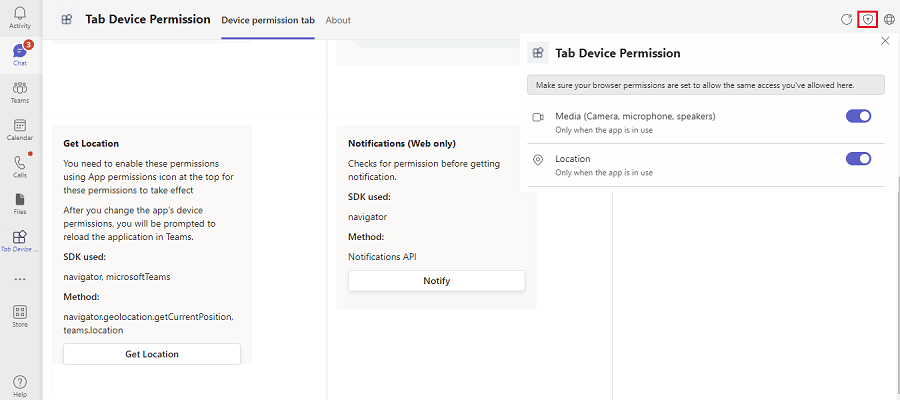 Activity
3
Chat
Teams
Calendar
Calls
Files
Tab Device ...
Store
Help
Tab Device Permission
Device permission tab
About
Get Location
You need to enable these permissions
using App permissions icon at the top for
these permissions to take effect
After you change the app's device
permissions, you will be prompted to
reload the application in Teams.
SDK used:
navigator, microsoftTeams
Method:
navigator.geolocation.getCurrentPosition,
teams.location
Get Location
Notifications (Web only)
Checks for permission before getting
notification.
SDK used:
navigator
Method:
Notifications API
Notify
Tab Device Permission
Make sure your browser permissions are set to allow the same access you've allowed here.
Media (Camera, microphone, speakers)
Only when the app is in use
Location
Only when the app is in use